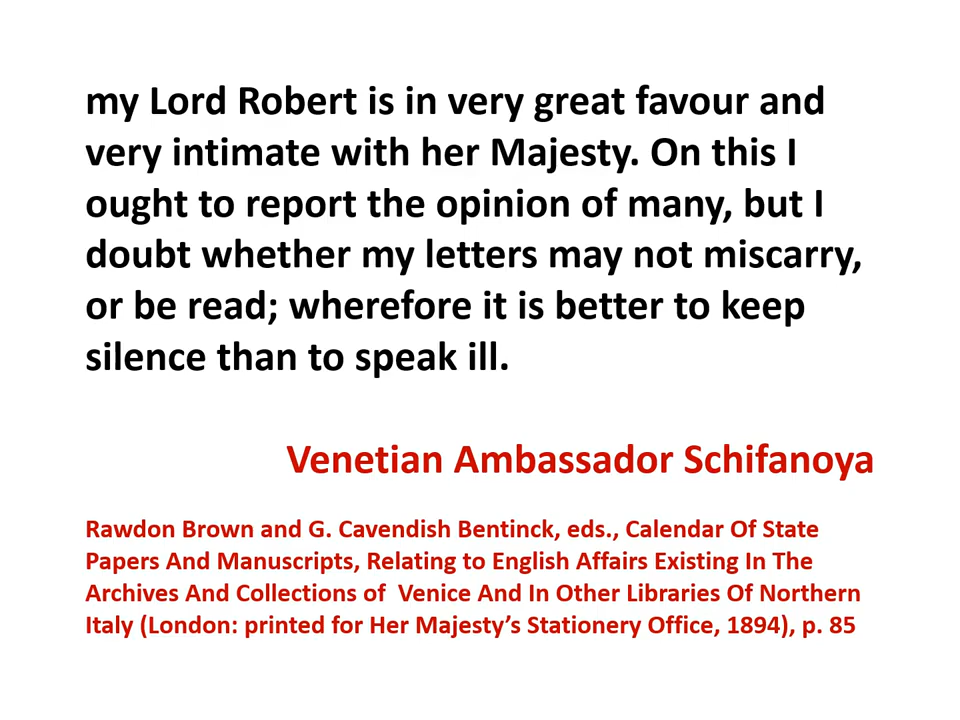 my Lord Robert is in very great favour and
very intimate with her Majesty. On this I
ought to report the opinion of many, but I
doubt whether my letters may not miscarry,
or be read; wherefore it is better to keep
silence than to speak ill.
Venetian Ambassador Schifanoya
Rawdon Brown and G. Cavendish Bentinck, eds., Calendar Of State
Papers And Manuscripts, Relating to English Affairs Existing In The
Archives And Collections of  Venice And In Other Libraries Of Northern
Italy (London: printed for Her Majesty’s Stationery Office, 1894), p. 85